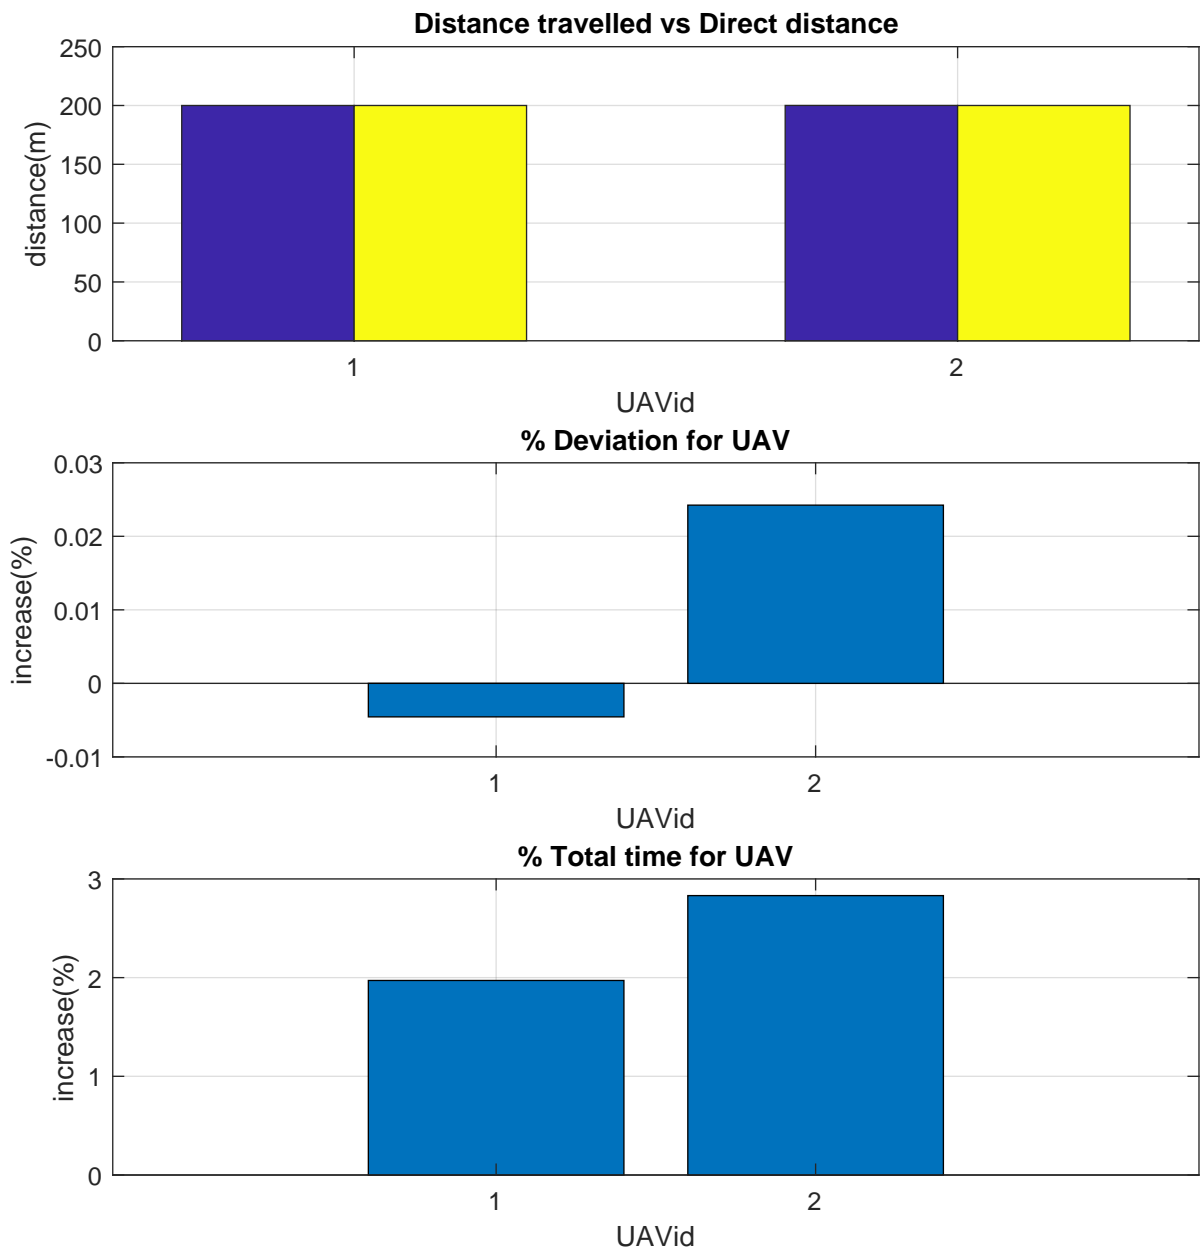 Distance travelled vs Direct distance
250
200
150
100
50
0
distance(m)
1
2
UAVid
% Deviation for UAV
0.03
0.02
0.01
0
-0.01
increase(%)
1
2
UAVid
% Total time for UAV
3
2
1
0
increase(%)
1
2
UAVid